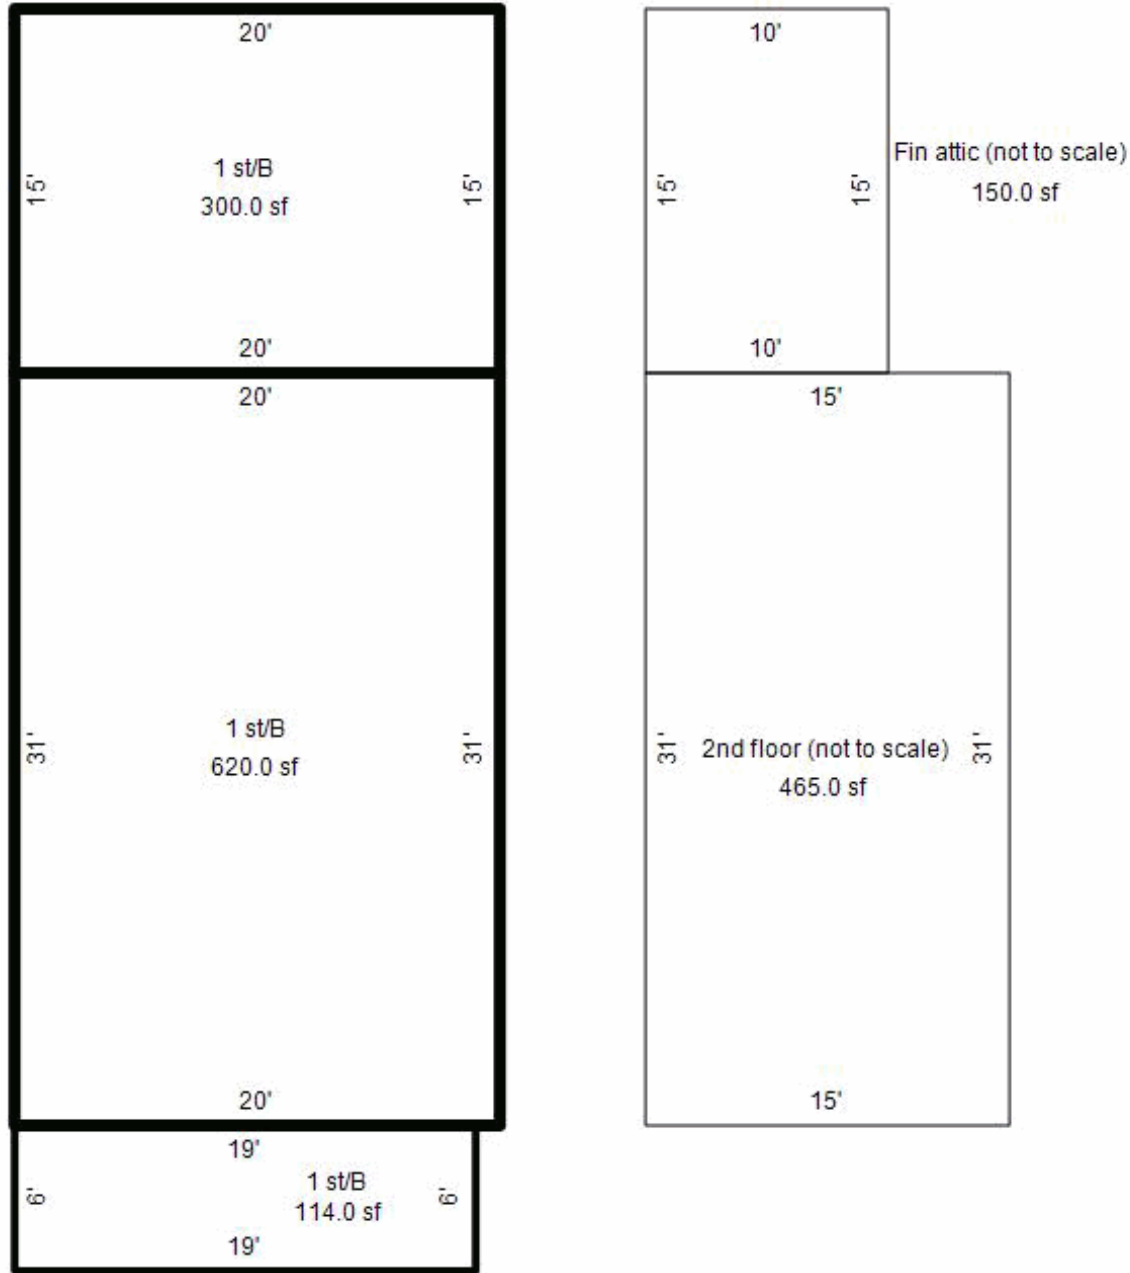 20'
1 st/B
300.0 sf
15'
15'
20'
20'
1 st/B
620.0 sf
31'
31'
20'
19'
1 st/B
114.0 sf
6'
6'
19'
10'
Fin attic (not to scale)
150.0 sf
15'
15'
10'
15'
2nd floor (not to scale)
465.0 sf
31'
31'
15'